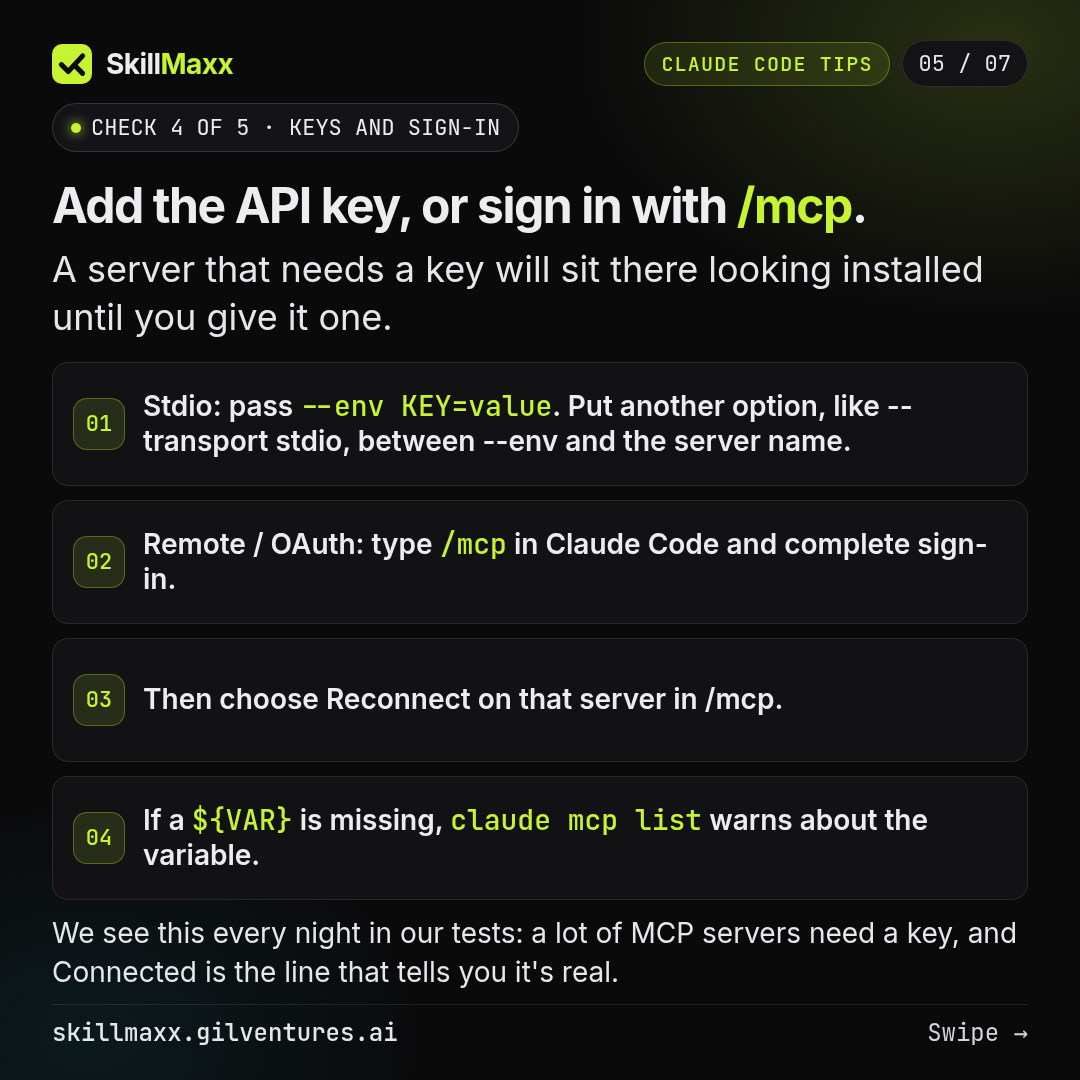 SkillMaxx
CLAUDE CODE TIPS
05 / 07
CHECK 4 OF 5 · KEYS AND SIGN-IN
Add the API key, or sign in with /mcp.
A server that needs a key will sit there looking installed
until you give it one.
01
Stdio: pass --env KEY=value. Put another option, like --
transport stdio, between --env and the server name.
02
Remote / OAuth: type /mcp in Claude Code and complete sign-
in.
03
Then choose Reconnect on that server in /mcp.
04
If a ${VAR} is missing, claude mcp list warns about the
variable.
We see this every night in our tests: a lot of MCP servers need a key, and
Connected is the line that tells you it's real.
skillmaxx.gilventures.ai
Swipe →